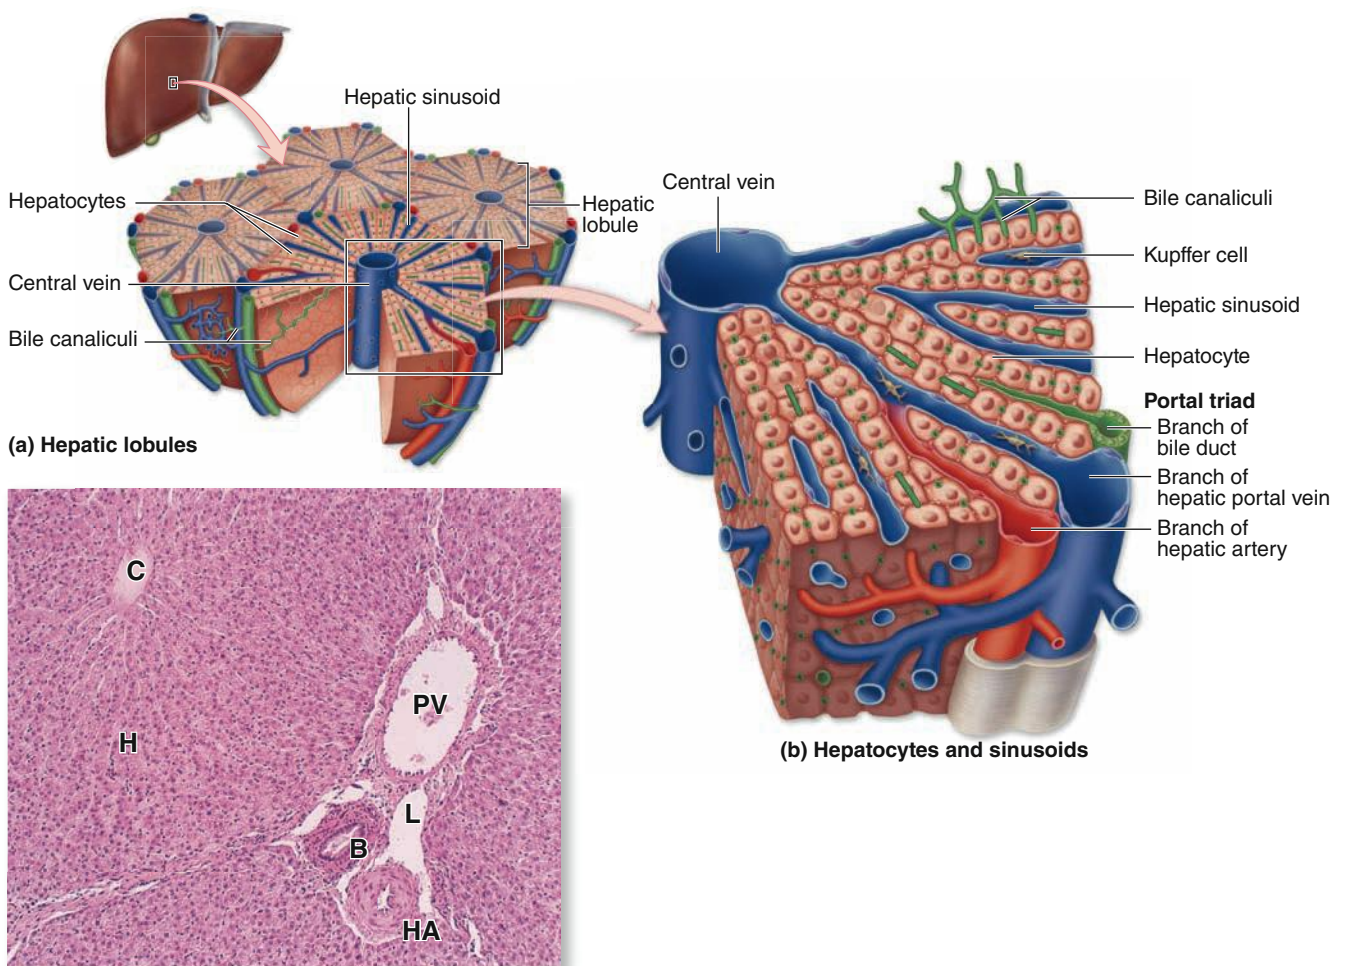 Hepatic sinusoid
Hepatocytes
Hepatic
lobule
Central vein
Bile canaliculi
(a) Hepatic lobules
Central vein
Bile canaliculi
Kupffer cell
Hepatic sinusoid
Hepatocyte
Portal triad
Branch of
bile duct
Branch of
hepatic portal vein
Branch of
hepatic artery
(b) Hepatocytes and sinusoids
C
PV
H
L
B
HA